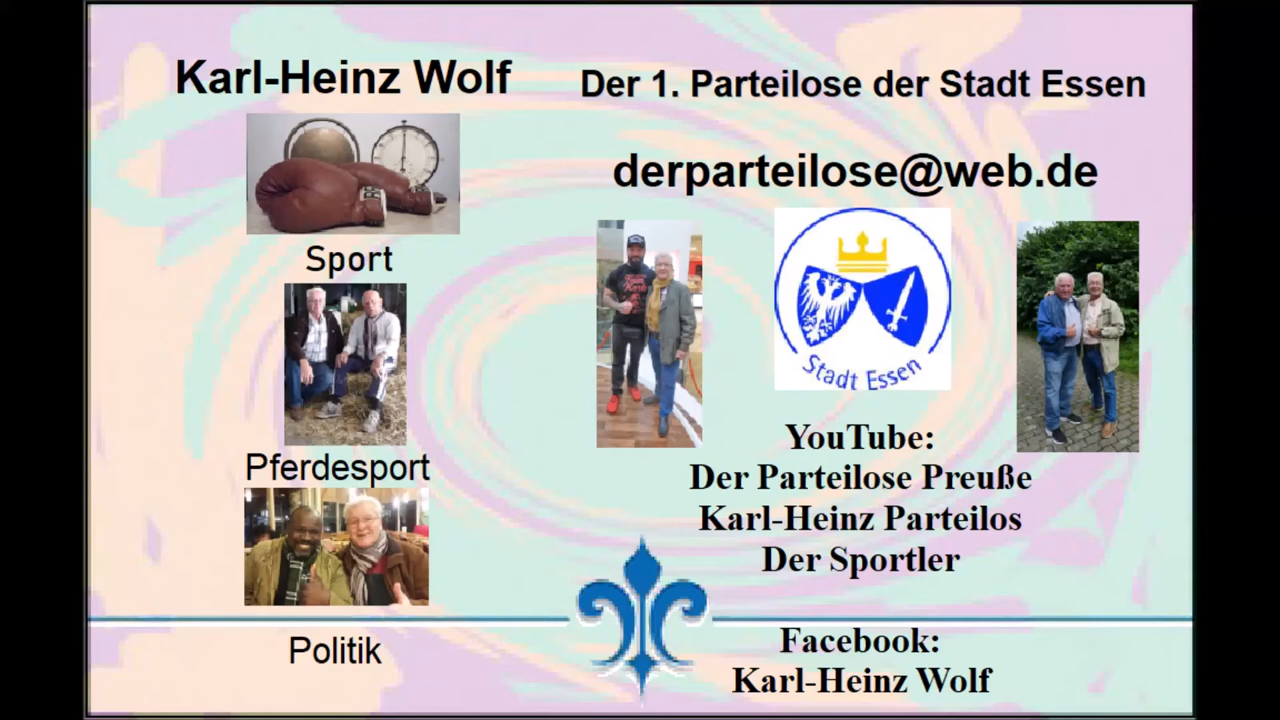 Karl-Heinz Wolf
Der 1. Parteilose der Stadt Essen
derparteilose@web.de
Sport
Pferdesport
Politik
Stadt Essen
YouTube:
Der Parteilose Preuße
Karl-Heinz Parteilos
Der Sportler
Facebook:
Karl-Heinz Wolf